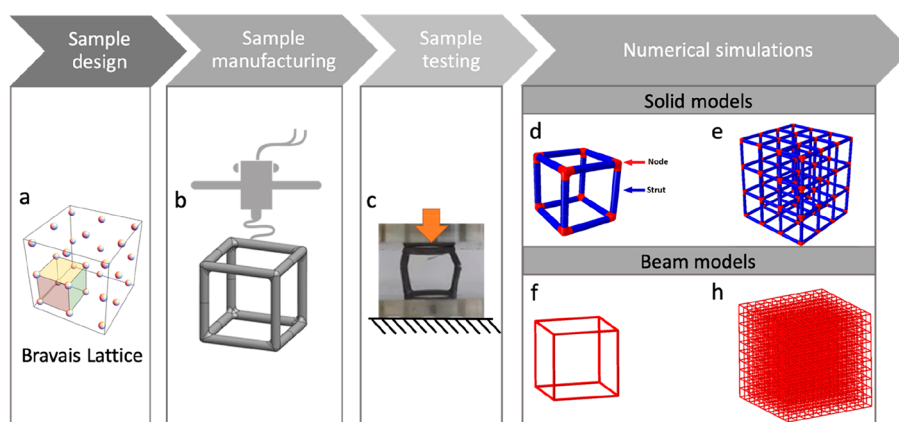 Sample
design
Sample
manufacturing
Sample
testing
Numerical simulations
Solid models
a
Bravais Lattice
b
c
d
Node
Strut
e
Beam models
f
h